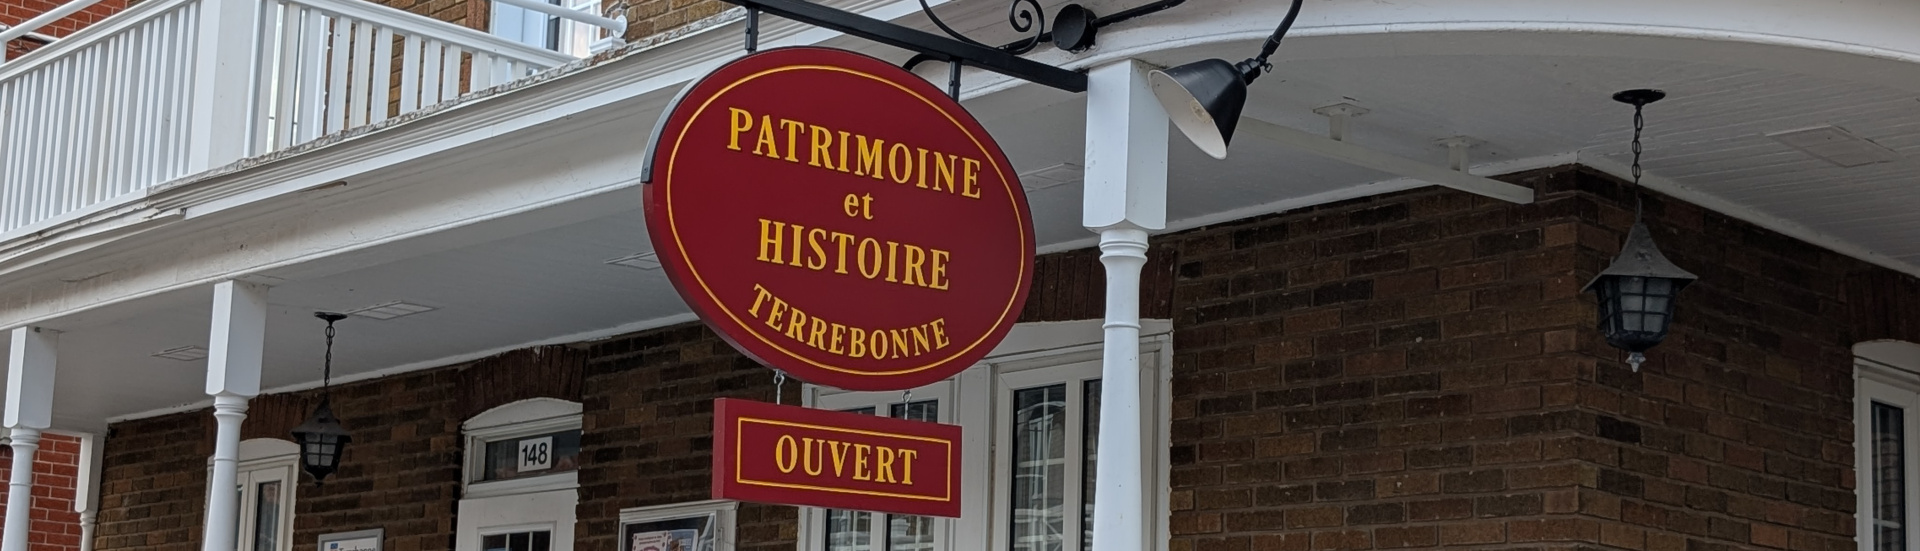 PATRIMOINE
et
HISTOIRE
TERREBONNE
OUVERT
148